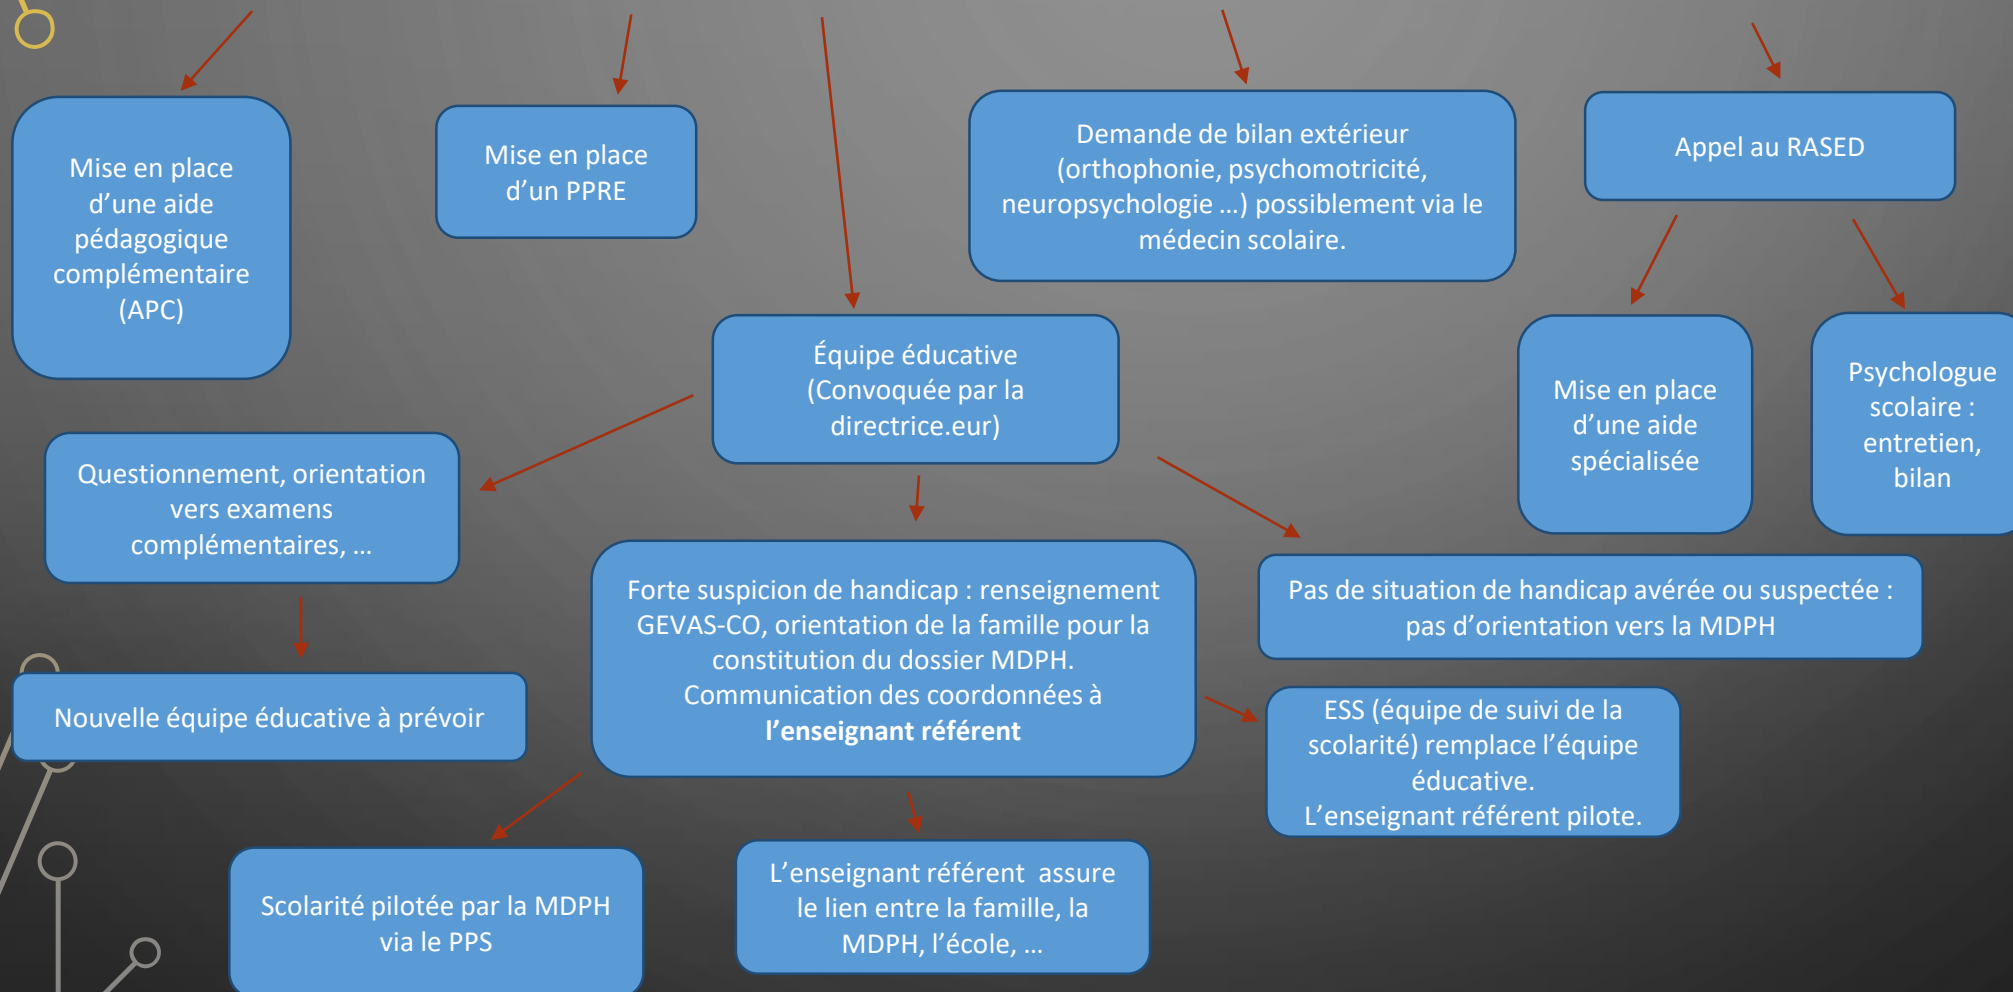 Mise en place
d’une aide
pédagogique
complémentaire
(APC)
Mise en place
d’un PPRE
Demande de bilan extérieur
(orthophonie, psychomotricité,
neuropsychologie …) possiblement via le
médecin scolaire.
Appel au RASED
Équipe éducative
(Convoquée par la
directrice.eur)
Mise en place
d’une aide
spécialisée
Psychologue
scolaire :
entretien,
bilan
Questionnement, orientation
vers examens
complémentaires, …
Forte suspicion de handicap : renseignement
GEVAS-CO, orientation de la famille pour la
constitution du dossier MDPH.
Communication des coordonnées à
l’enseignant référent
Pas de situation de handicap avérée ou suspectée :
pas d’orientation vers la MDPH
Nouvelle équipe éducative à prévoir
ESS (équipe de suivi de la
scolarité) remplace l’équipe
éducative.
L’enseignant référent pilote.
Scolarité pilotée par la MDPH
via le PPS
L’enseignant référent  assure
le lien entre la famille, la
MDPH, l’école, …